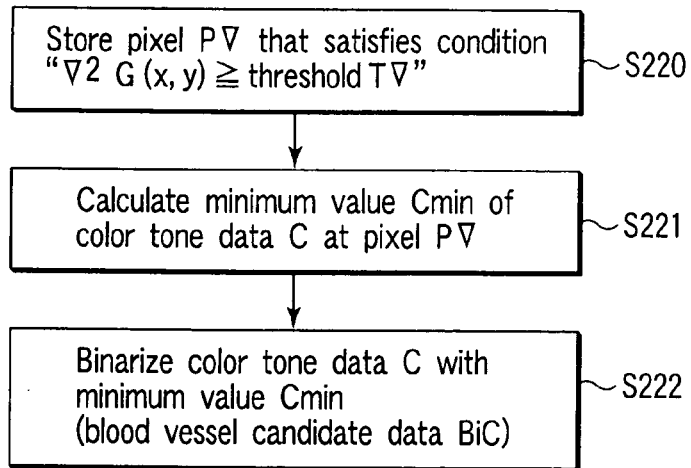 Store pixel P∇ that satisfies condition
“∇2 G(x, y) ≧ threshold T∇”
S220
Calculate minimum value Cmin of
color tone data C at pixel P∇
S221
Binarize color tone data C with
minimum value Cmin
(blood vessel candidate data BiC)
S222